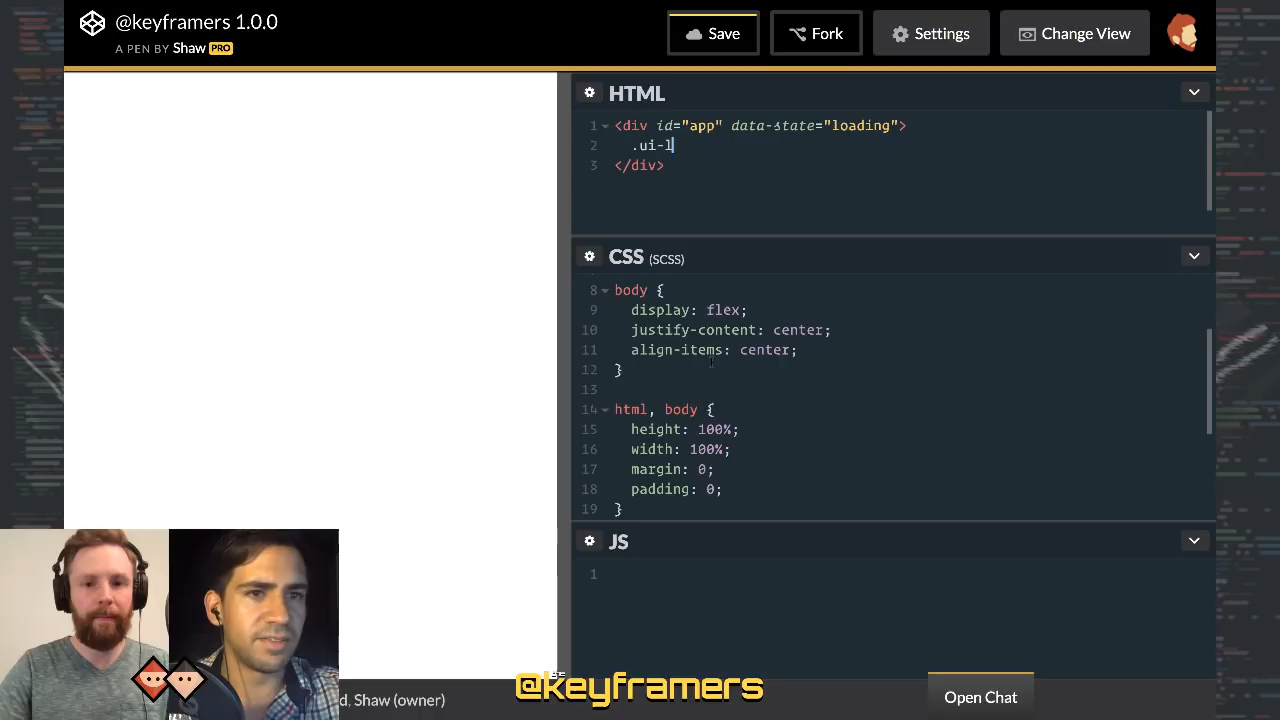 @keyframers 1.0.0
A PEN BY Shaw PRO
Save
Fork
Settings
Change View
HTML
1 <div id="app" data-state="loading">
2 .ui-l
3 </div>
CSS (SCSS)
8 body {
9 display: flex;
10 justify-content: center;
11 align-items: center;
12 }
13
14 html, body {
15 height: 100%;
16 width: 100%;
17 margin: 0;
18 padding: 0;
19 }
JS
1
d, Shaw (owner)
@keyframers
Open Chat